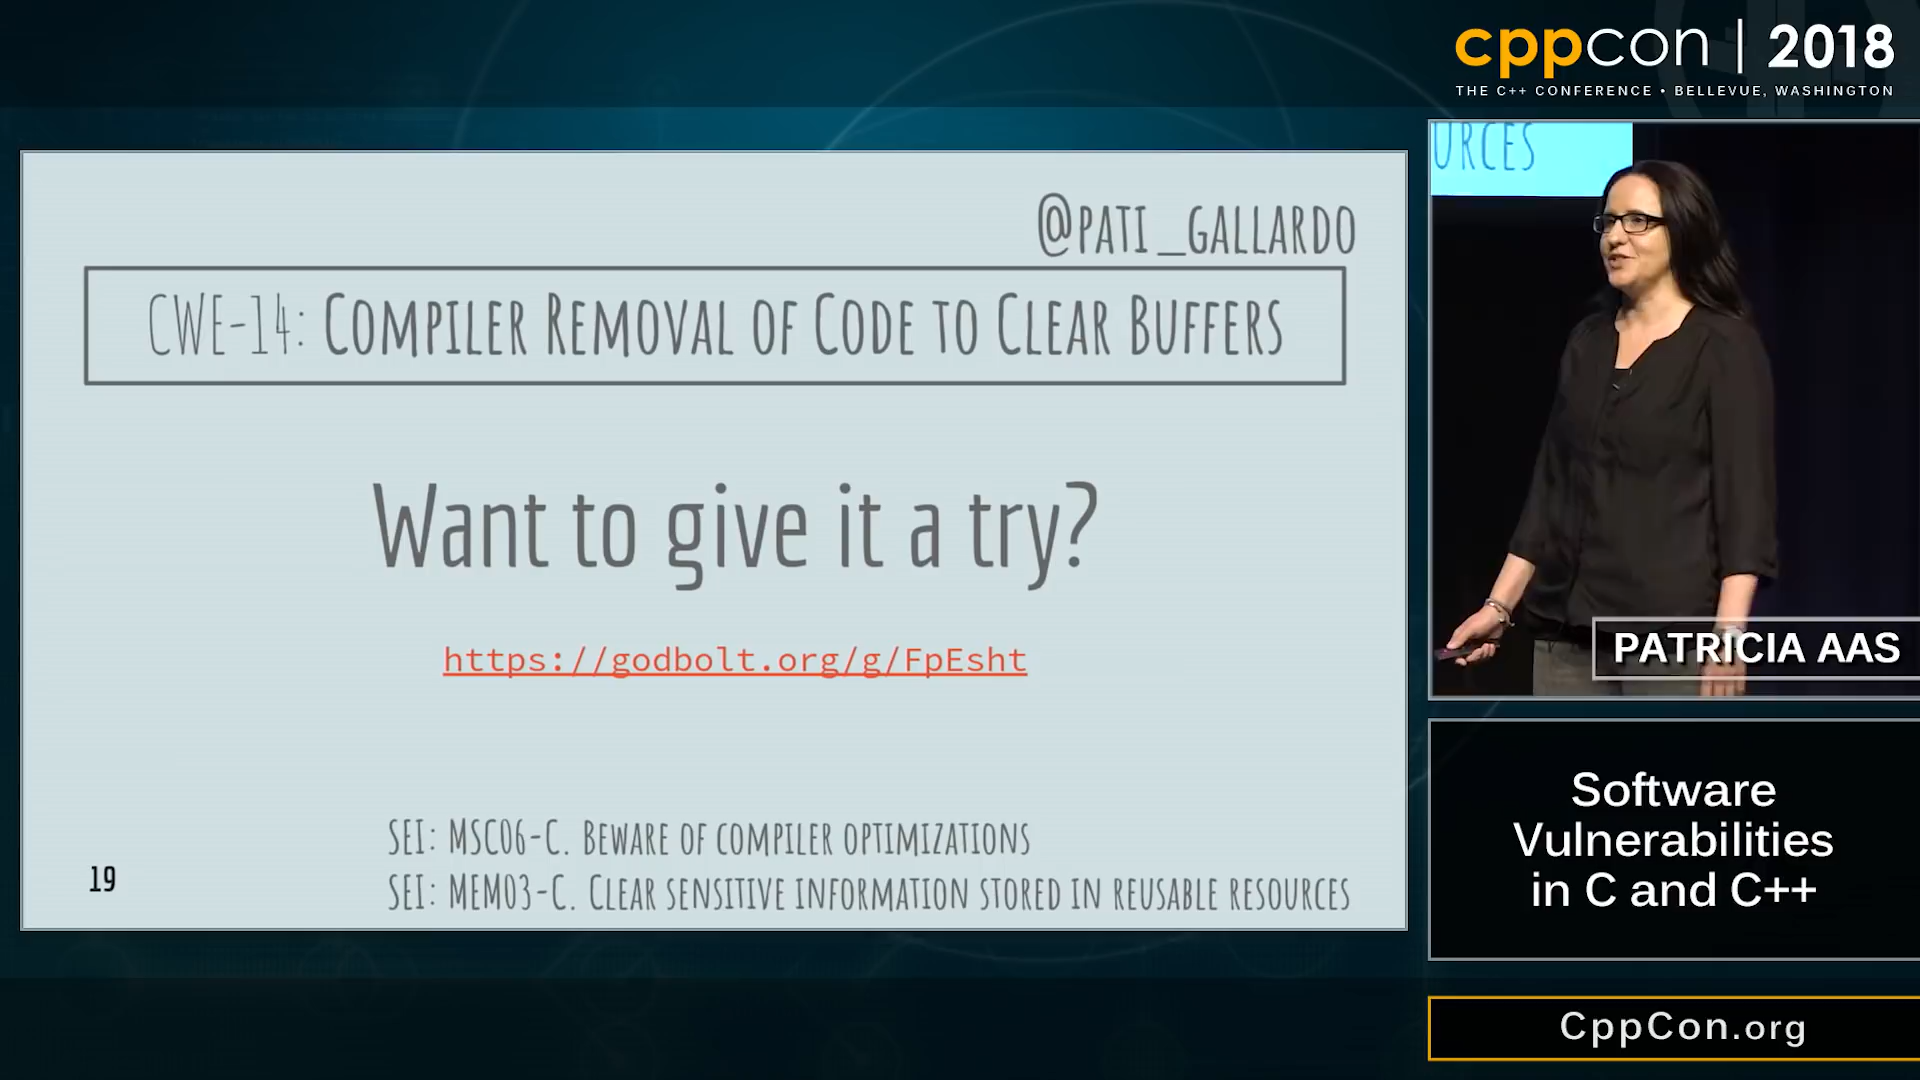 cppcon | 2018
THE C++ CONFERENCE • BELLEVUE, WASHINGTON
URCES
@PATI_GALLARDO
CWE-14: COMPILER REMOVAL OF CODE TO CLEAR BUFFERS
Want to give it a try?
https://godbolt.org/g/FpEsht
SEI: MSC06-C. BEWARE OF COMPILER OPTIMIZATIONS
19
SEI: MEM03-C. CLEAR SENSITIVE INFORMATION STORED IN REUSABLE RESOURCES
PATRICIA AAS
Software
Vulnerabilities
in C and C++
CppCon.org